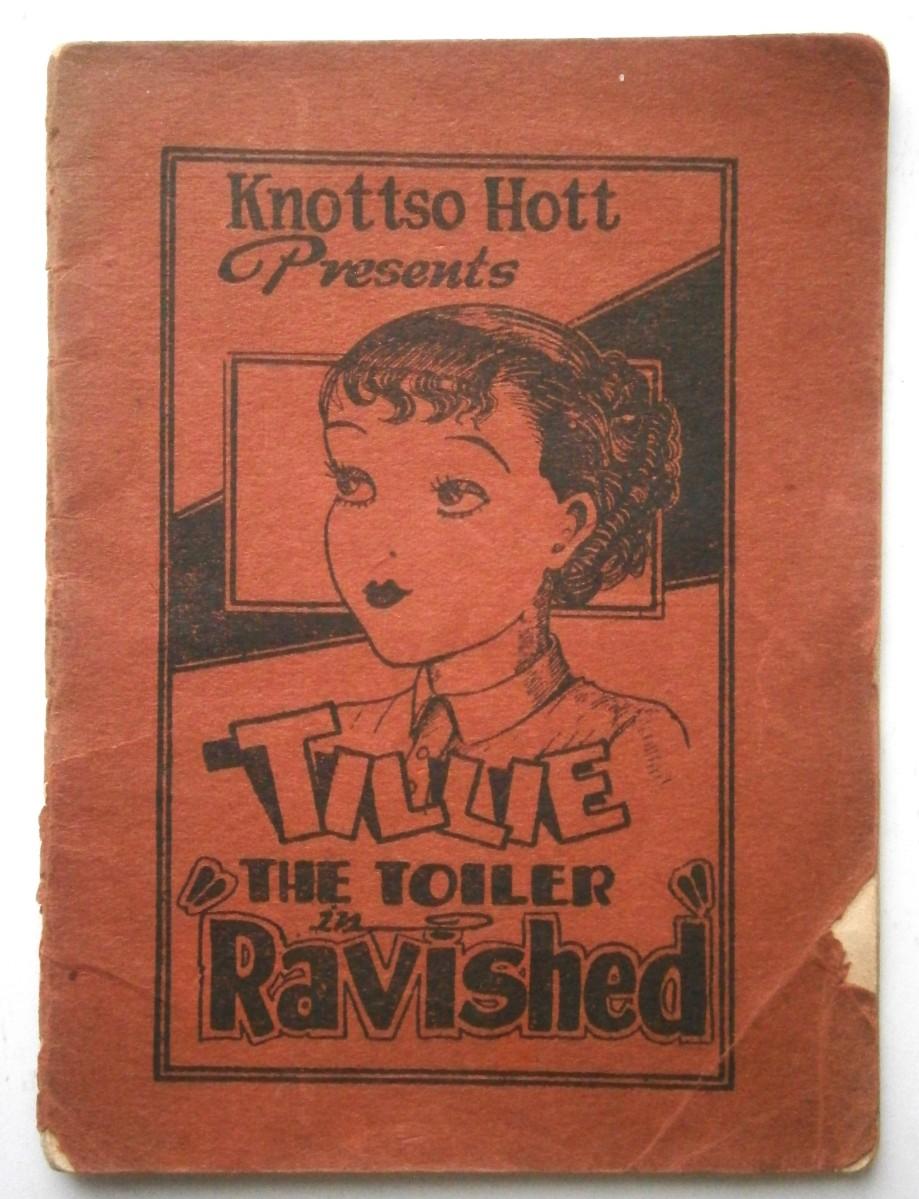 Knottso Hott
Presents
TILLIE
THE TOILER
in
"Ravished"